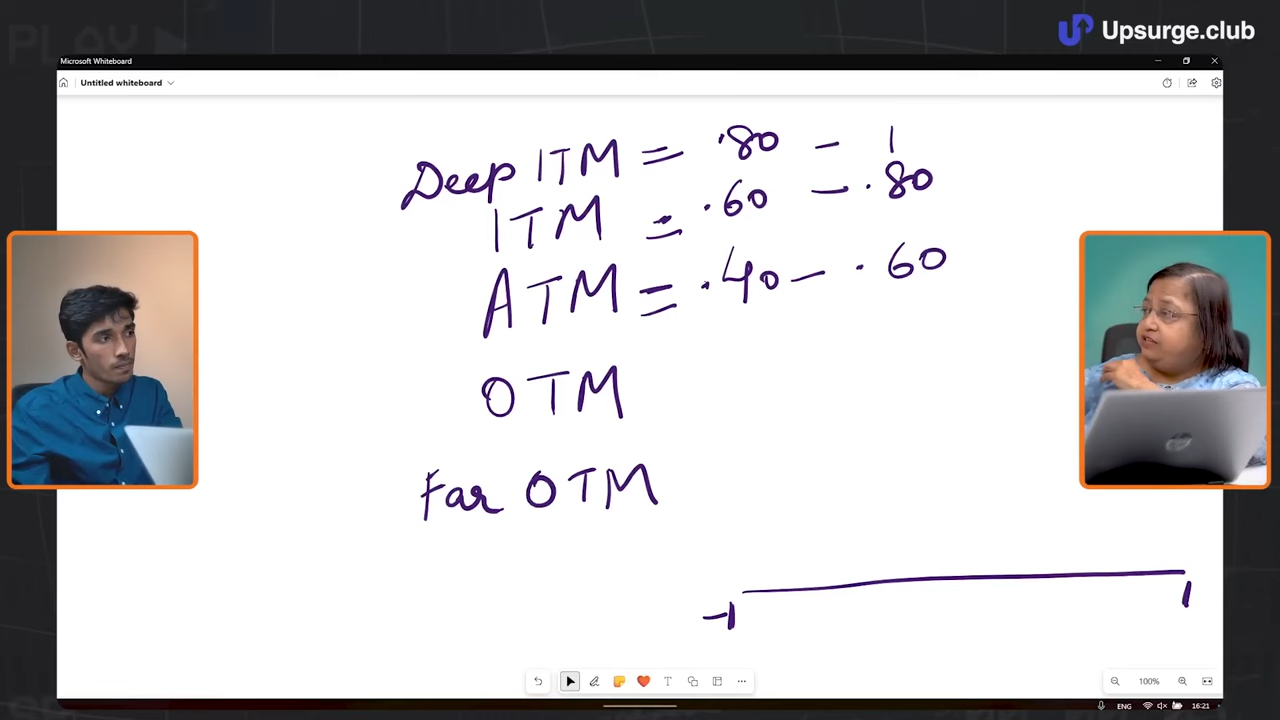 PLAY
Upsurge.club
Microsoft Whiteboard
Untitled whiteboard
Deep ITM = .80 - 1
ITM = .60 - .80
ATM = .40 - .60
OTM
Far OTM
-1 1
100%
ENG 16:21